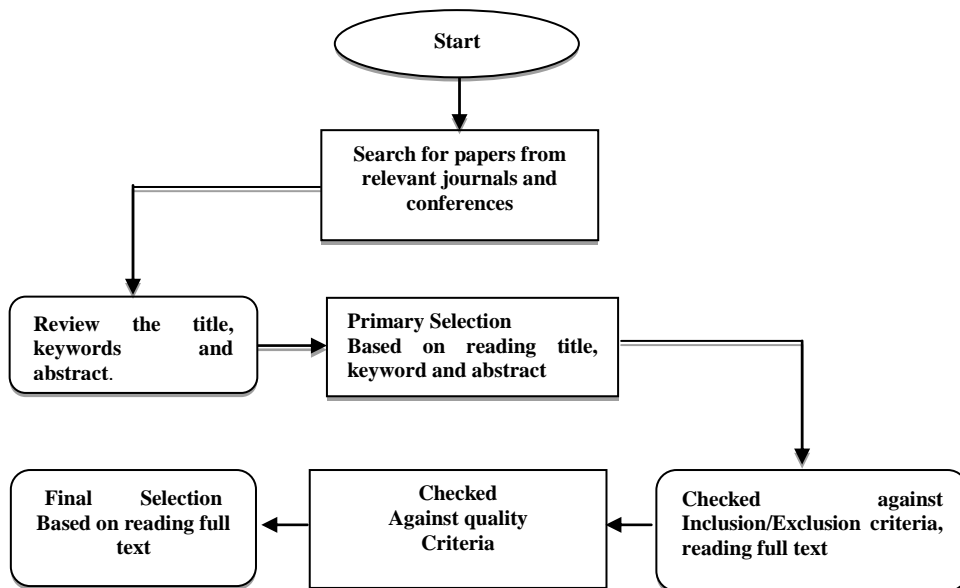 Start
Search for papers from
relevant journals and
conferences
Review the title,
keywords and
abstract.
Primary Selection
Based on reading title,
keyword and abstract
Checked against
Inclusion/Exclusion criteria,
reading full text
Checked
Against quality
Criteria
Final Selection
Based on reading full
text